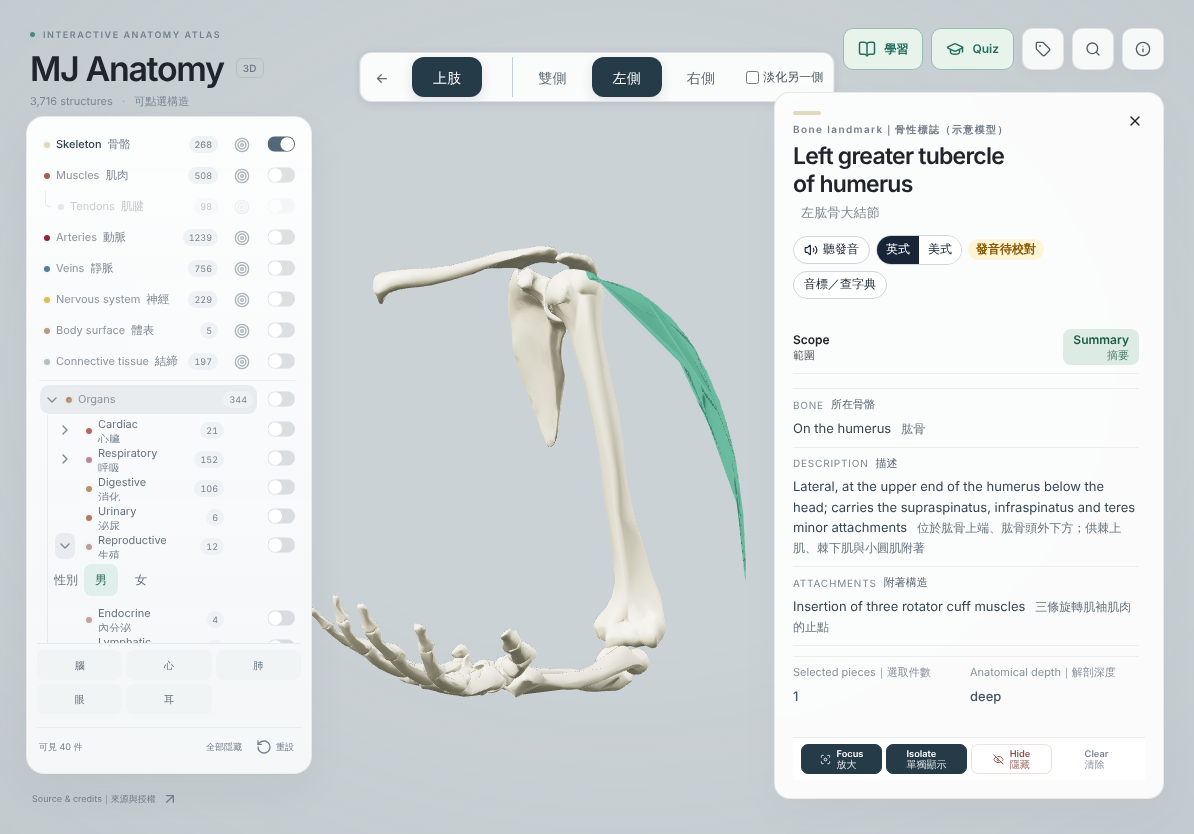 INTERACTIVE ANATOMY ATLAS
MJ Anatomy 3D
3,716 structures · 可點選構造
上肢
雙側
左側
右側
淡化另一側
學習
Quiz
Skeleton 骨骼 268
Muscles 肌肉 508
Tendons 肌腱 98
Arteries 動脈 1239
Veins 靜脈 756
Nervous system 神經 229
Body surface 體表 5
Connective tissue 結締 197
Organs 344
Cardiac 21
心臟
Respiratory 152
呼吸
Digestive 106
消化
Urinary 6
泌尿
Reproductive 12
生殖
性別 男 女
Endocrine 4
內分泌
Lymphatic
腦 心 肺
眼 耳
可見 40 件 全部隱藏 重設
Source & credits｜來源與授權
Bone landmark｜骨性標誌（示意模型）
Left greater tubercle
of humerus
左肱骨大結節
聽發音 英式 美式 發音待校對
音標／查字典
Scope
範圍
Summary
摘要
BONE 所在骨骼
On the humerus 肱骨
DESCRIPTION 描述
Lateral, at the upper end of the humerus below the
head; carries the supraspinatus, infraspinatus and teres
minor attachments 位於肱骨上端、肱骨頭外下方；供棘上
肌、棘下肌與小圓肌附著
ATTACHMENTS 附著構造
Insertion of three rotator cuff muscles 三條旋轉肌袖肌肉
的止點
Selected pieces｜選取件數 Anatomical depth｜解剖深度
1 deep
Focus
放大
Isolate
單獨顯示
Hide
隱藏
Clear
清除